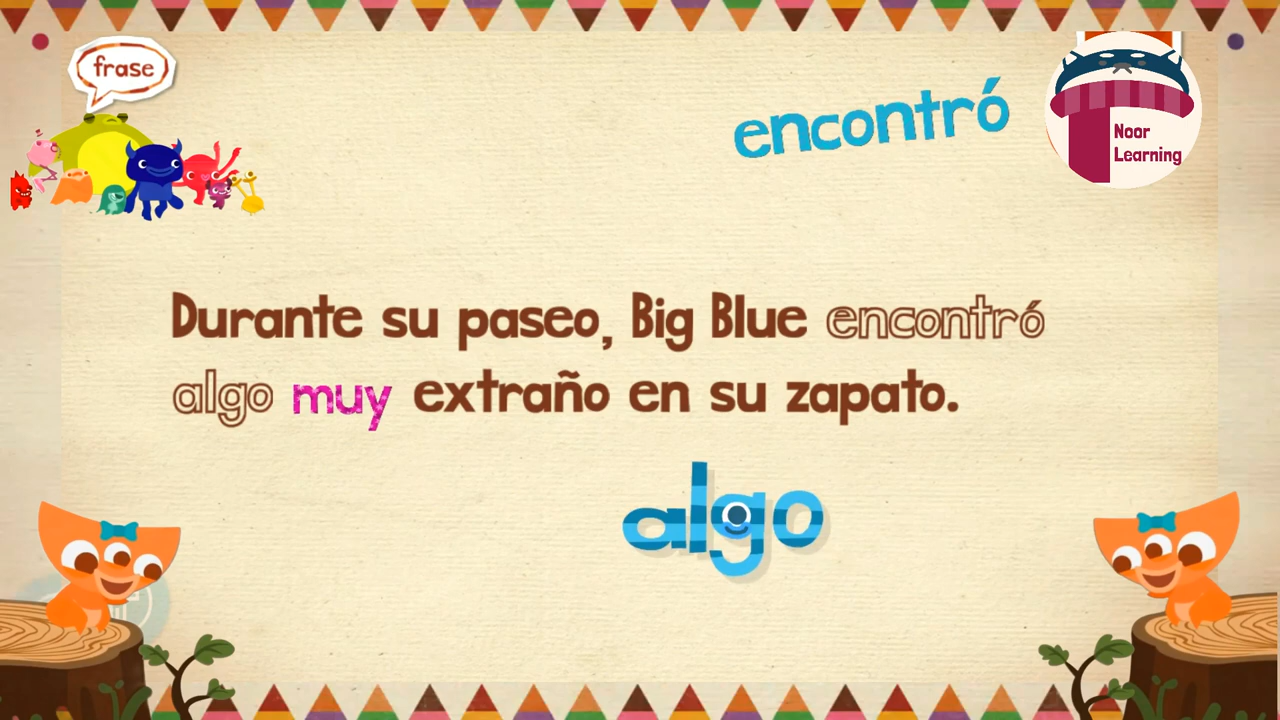 frase
encontró
Noor
Learning
Durante su paseo, Big Blue encontró
algo muy extraño en su zapato.
algo